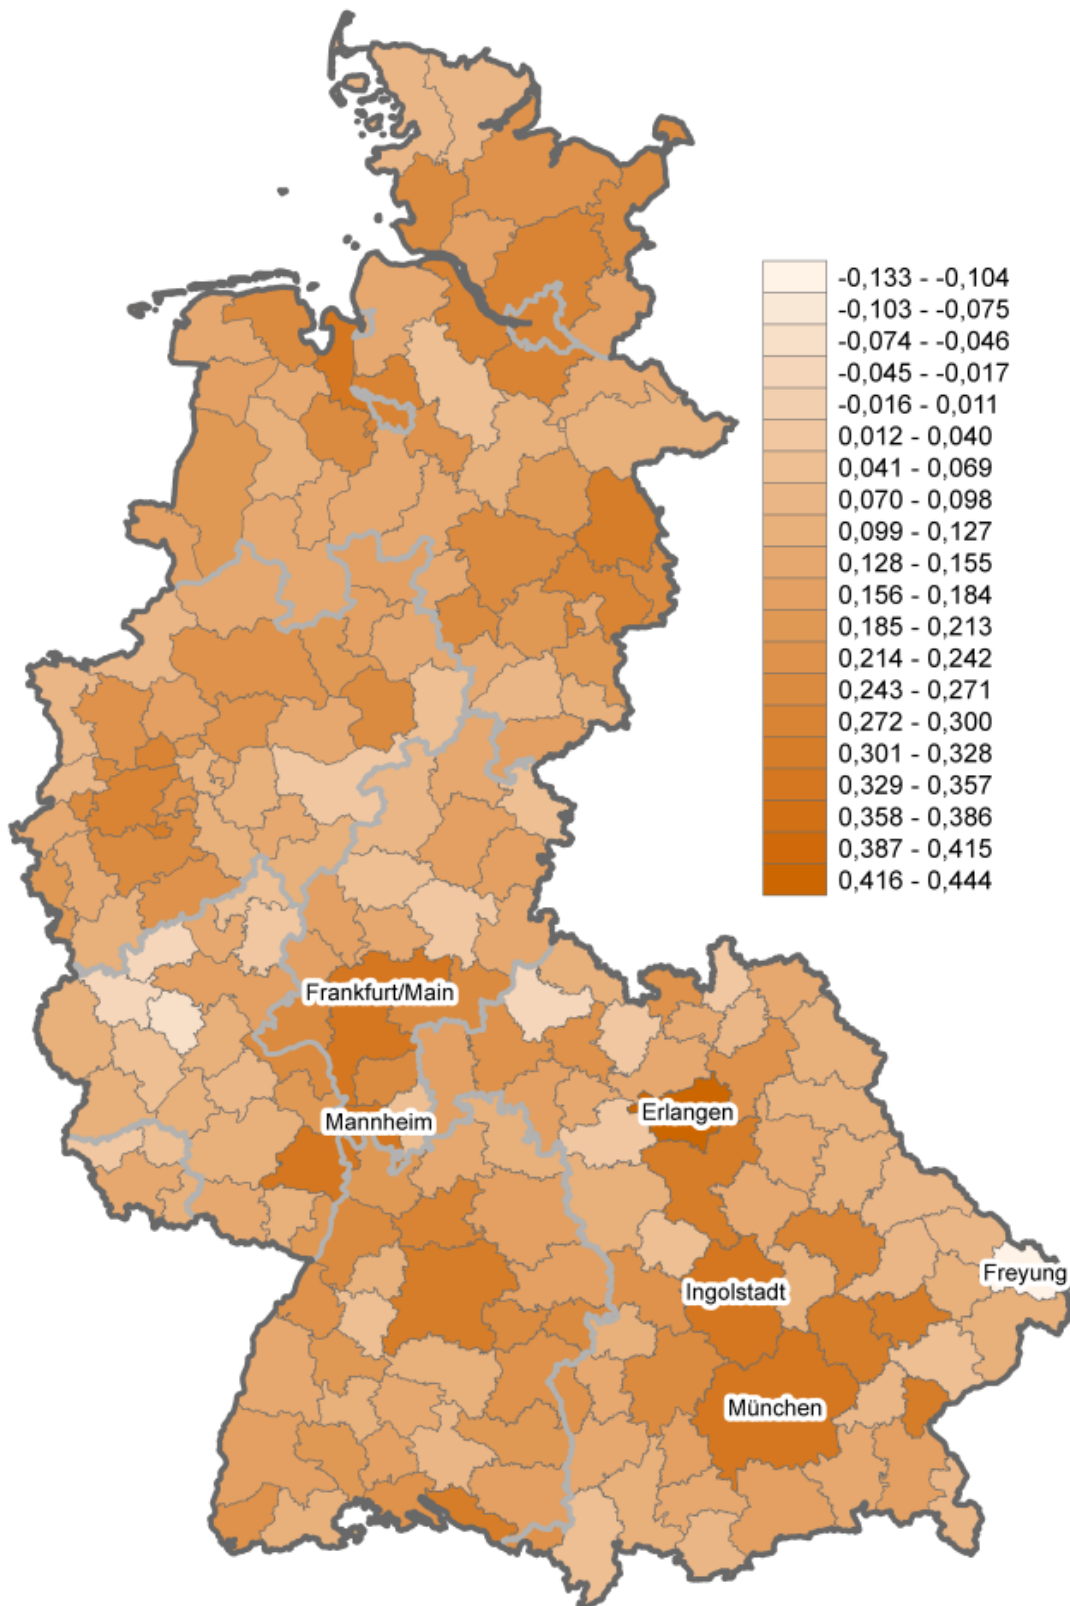 -0,133 - -0,104
-0,103 - -0,075
-0,074 - -0,046
-0,045 - -0,017
-0,016 - 0,011
0,012 - 0,040
0,041 - 0,069
0,070 - 0,098
0,099 - 0,127
0,128 - 0,155
0,156 - 0,184
0,185 - 0,213
0,214 - 0,242
0,243 - 0,271
0,272 - 0,300
0,301 - 0,328
0,329 - 0,357
0,358 - 0,386
0,387 - 0,415
0,416 - 0,444
Frankfurt/Main
Erlangen
Mannheim
Freyung
Ingolstadt
München